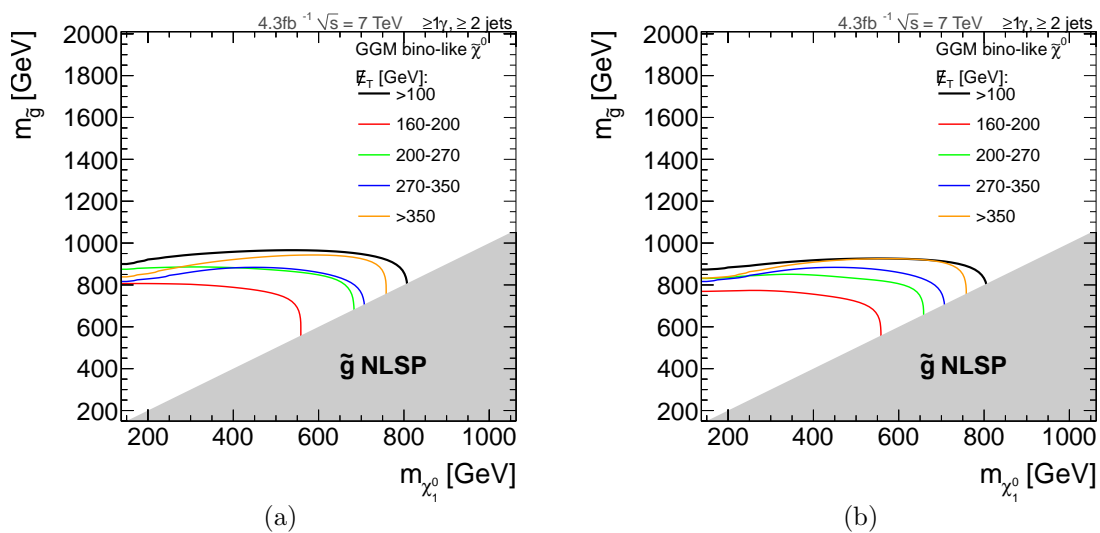 4.3fb⁻¹ √s = 7 TeV ≥1γ, ≥ 2 jets
GGM bino-like χ̃⁰
E̸_T [GeV]:
>100
160-200
200-270
270-350
>350
m_g̃ [GeV]
2000
1800
1600
1400
1200
1000
800
600
400
200
g̃ NLSP
200 400 600 800 1000
m_χ̃⁰₁ [GeV]
(a)
4.3fb⁻¹ √s = 7 TeV ≥1γ, ≥ 2 jets
GGM bino-like χ̃⁰
E̸_T [GeV]:
>100
160-200
200-270
270-350
>350
m_g̃ [GeV]
2000
1800
1600
1400
1200
1000
800
600
400
200
g̃ NLSP
200 400 600 800 1000
m_χ̃⁰₁ [GeV]
(b)